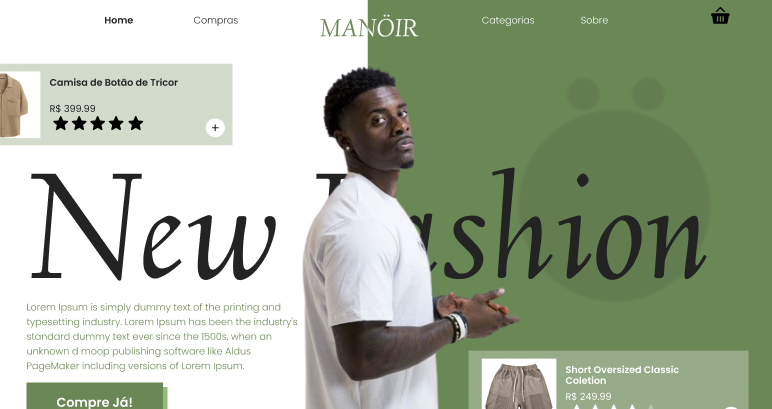 Home
Compras
MANÖIR
Categorias
Sobre
Camisa de Botão de Tricor
R$ 399.99
New Fashion
Lorem Ipsum is simply dummy text of the printing and
typesetting industry. Lorem Ipsum has been the industry's
standard dummy text ever since the 1500s, when an
unknown d moop publishing software like Aldus
PageMaker including versions of Lorem Ipsum.
Compre Já!
Short Oversized Classic
Coletion
R$ 249.99